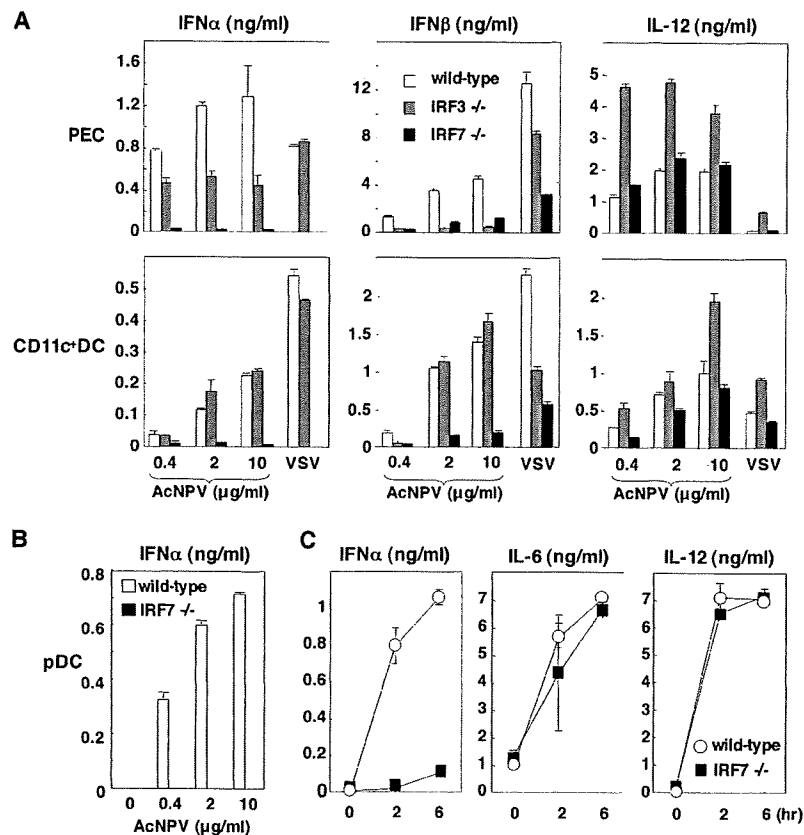 A
IFNα (ng/ml)
IFNβ (ng/ml)
IL-12 (ng/ml)
PEC
1.6
1.2
0.8
0.4
0
12
8
4
0
wild-type
IRF3 -/-
IRF7 -/-
5
4
3
2
1
0
CD11c+DC
0.5
0.4
0.3
0.2
0.1
0
2
1.5
1
0.5
0
2
1.5
1
0.5
0
0.4 2 10 VSV
AcNPV (μg/ml)
0.4 2 10 VSV
AcNPV (μg/ml)
0.4 2 10 VSV
AcNPV (μg/ml)
B
IFNα (ng/ml)
pDC
0.8
0.6
0.4
0.2
0
wild-type
IRF7 -/-
0 0.4 2 10
AcNPV (μg/ml)
C
IFNα (ng/ml)
IL-6 (ng/ml)
IL-12 (ng/ml)
1
0.8
0.6
0.4
0.2
0
0 2 6
7
6
5
4
3
2
1
0
0 2 6
7
6
5
4
3
2
1
0
wild-type
IRF7 -/-
0 2 6 (hr)